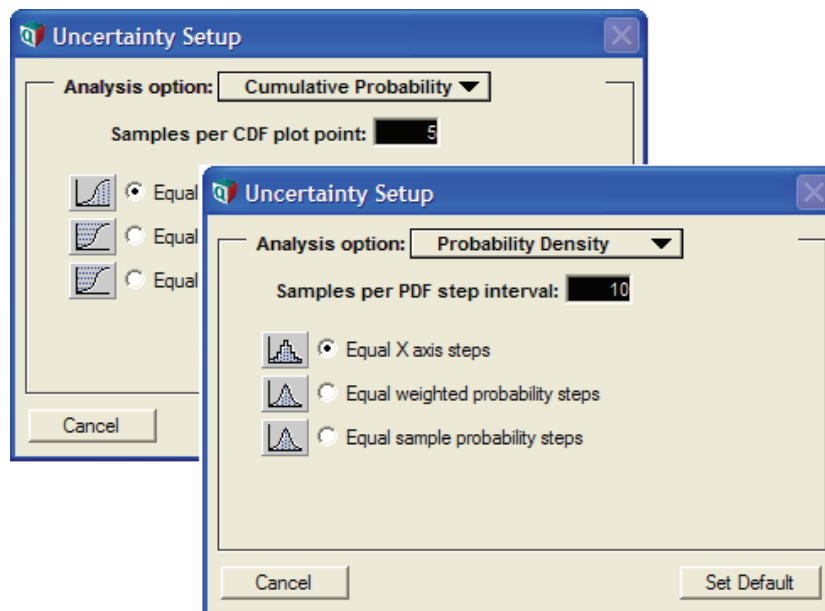 Uncertainty Setup
Analysis option: Cumulative Probability
Samples per CDF plot point: 5
Equal
Equal
Equal
Cancel
Uncertainty Setup
Analysis option: Probability Density
Samples per PDF step interval: 10
Equal X axis steps
Equal weighted probability steps
Equal sample probability steps
Cancel Set Default